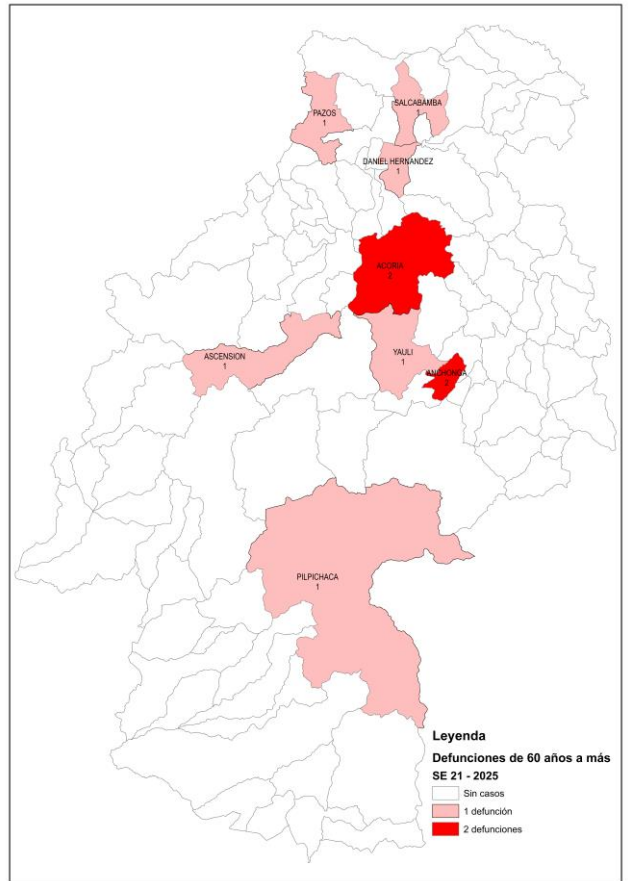 PAZOS
1
SALCABAMBA
1
DANIEL HERNANDEZ
1
ACORIA
2
ASCENSION
1
YAULI
1
ANCHONGA
2
PILPICHACA
1
Leyenda
Defunciones de 60 años a más
SE 21 - 2025
Sin casos
1 defunción
2 defunciones